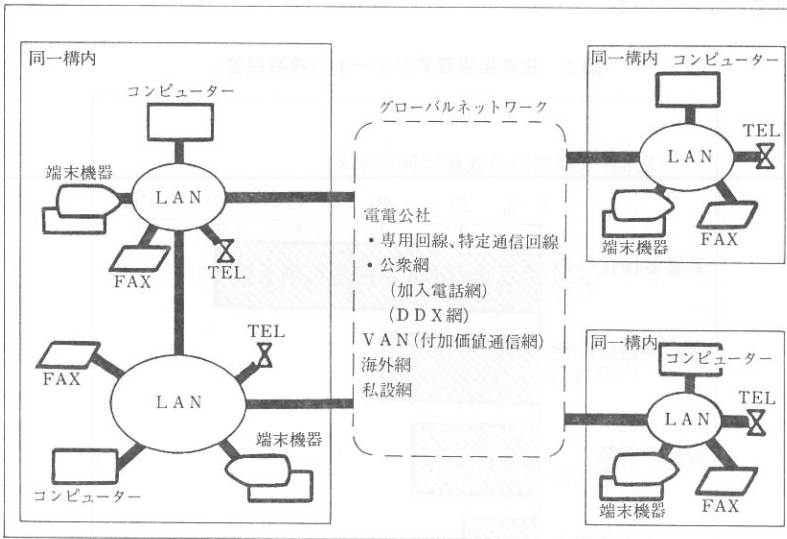 同一構内
コンピューター
端末機器
LAN
FAX
TEL
TEL
FAX
LAN
端末機器
コンピューター
グローバルネットワーク
電電公社
・専用回線、特定通信回線
・公衆網
(加入電話網)
(DDX網)
VAN(付加価値通信網)
海外網
私設網
同一構内
コンピューター
TEL
LAN
端末機器
FAX
同一構内
コンピューター
TEL
LAN
端末機器
FAX